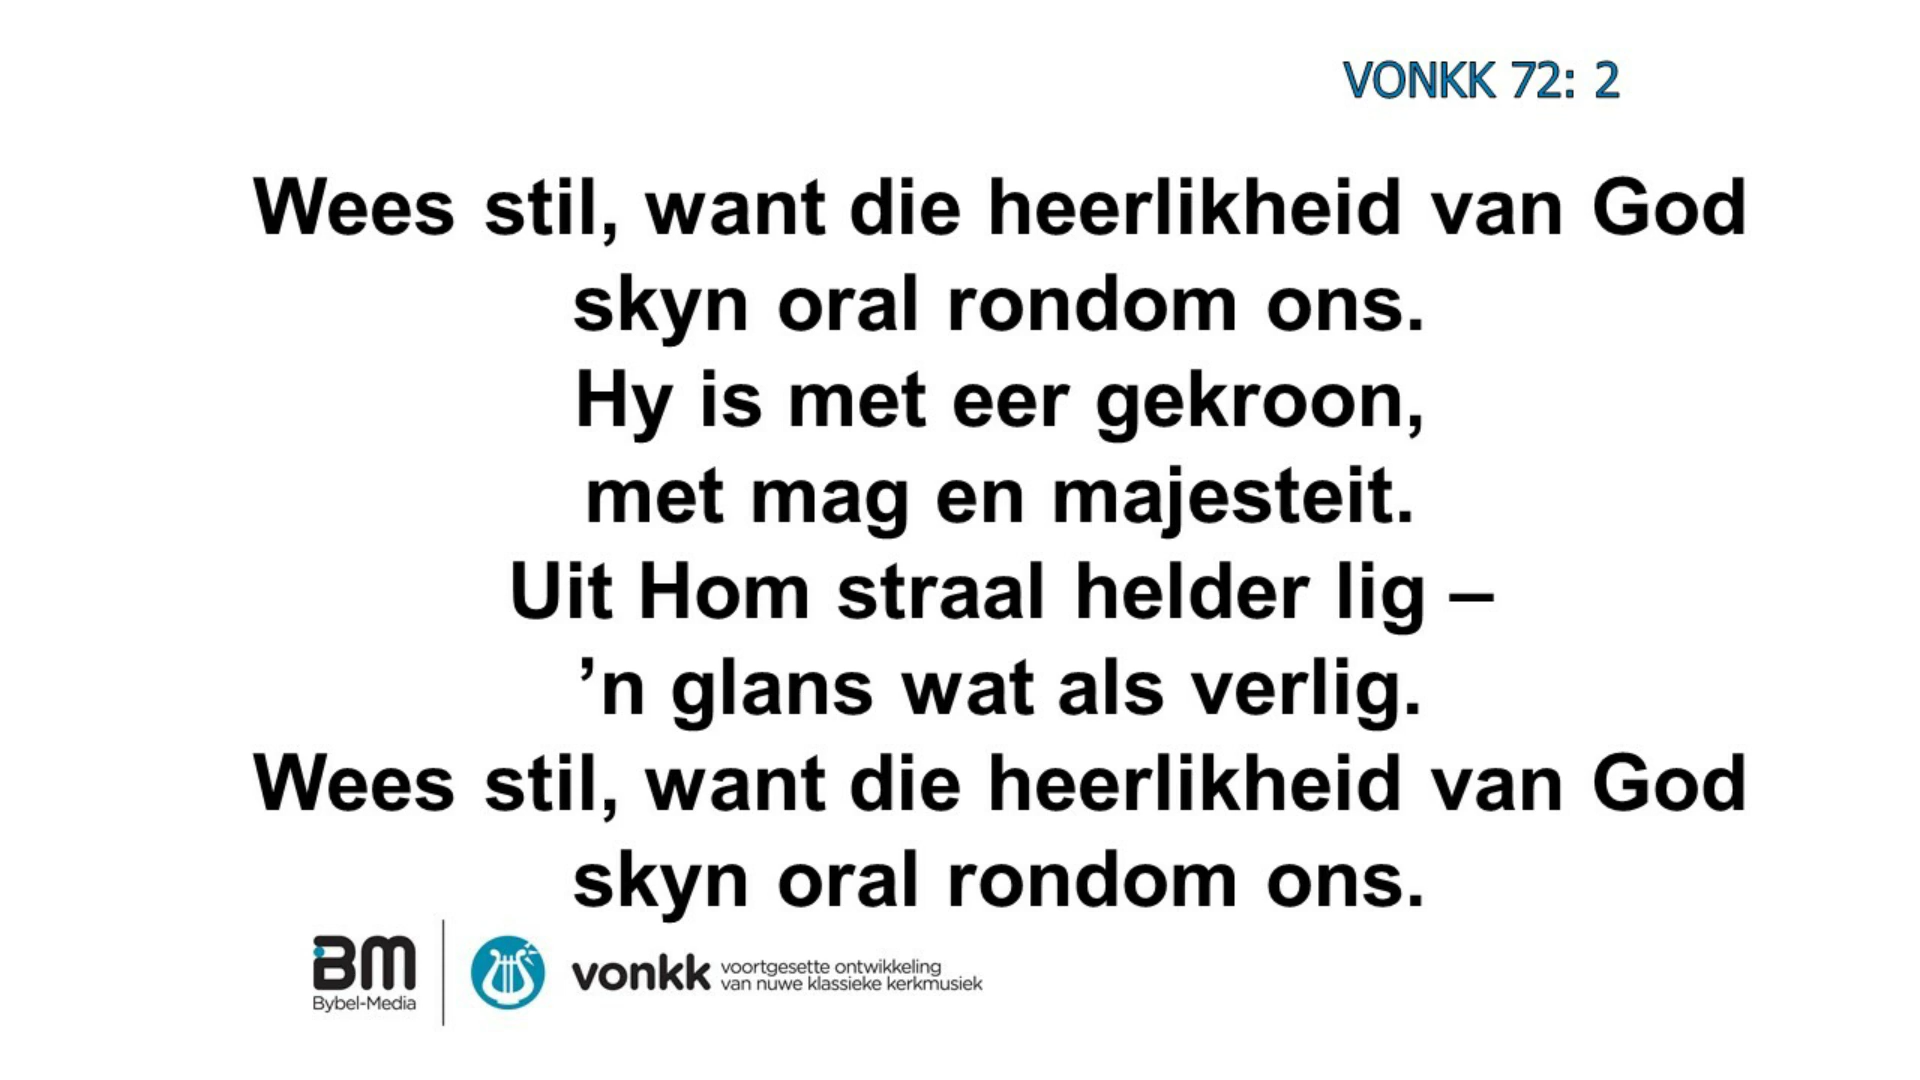 VONKK 72: 2
Wees stil, want die heerlikheid van God
skyn oral rondom ons.
Hy is met eer gekroon,
met mag en majesteit.
Uit Hom straal helder lig –
’n glans wat als verlig.
Wees stil, want die heerlikheid van God
skyn oral rondom ons.
BM
Bybel-Media
vonkk
voortgesette ontwikkeling
van nuwe klassieke kerkmusiek